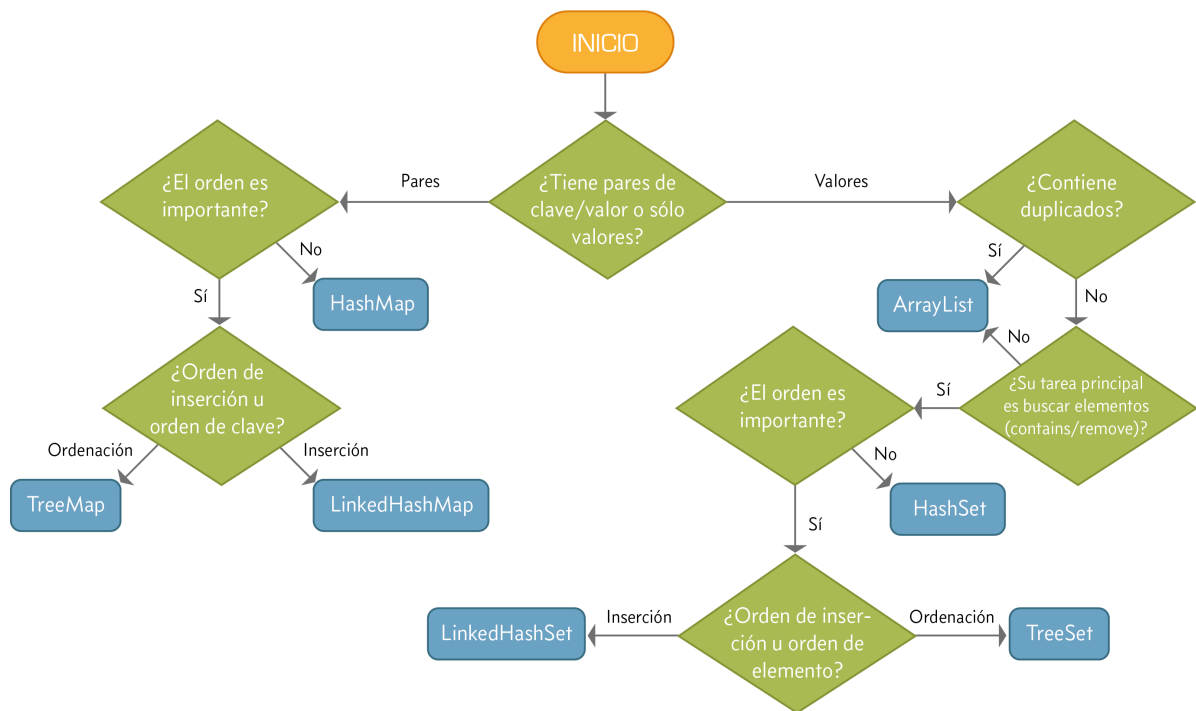 INICIO
¿Tiene pares de
clave/valor o sólo
valores?
Pares
Valores
¿El orden es
importante?
No
HashMap
Sí
¿Orden de
inserción u
orden de clave?
Ordenación
TreeMap
Inserción
LinkedHashMap
¿Contiene
duplicados?
Sí
ArrayList
No
No
¿Su tarea principal
es buscar elementos
(contains/remove)?
Sí
¿El orden es
importante?
No
HashSet
Sí
¿Orden de inser-
ción u orden de
elemento?
Inserción
LinkedHashSet
Ordenación
TreeSet